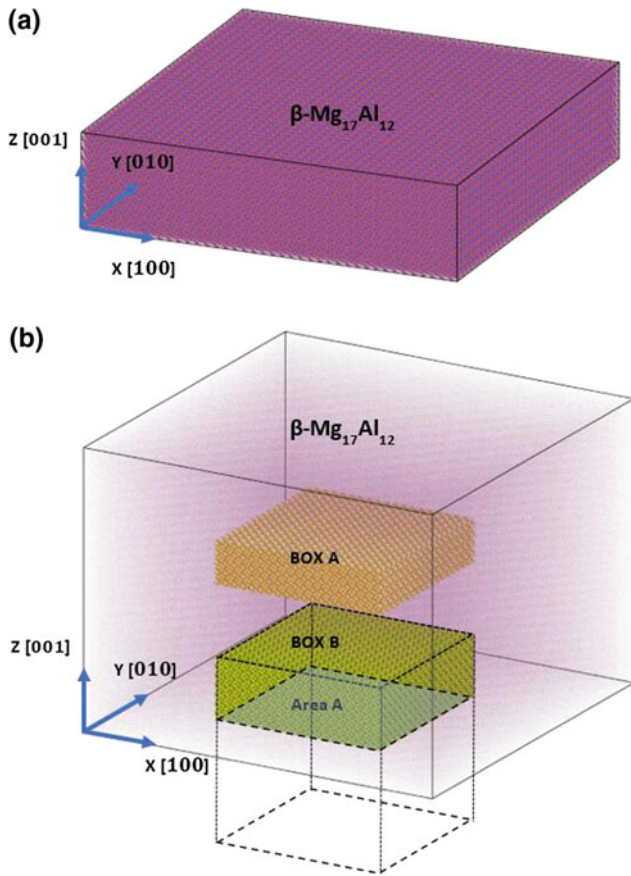 (a)
β-Mg₁₇Al₁₂
Z [001]
Y [010]
X [100]
(b)
β-Mg₁₇Al₁₂
BOX A
BOX B
Z [001]
Y [010]
Area A
X [100]